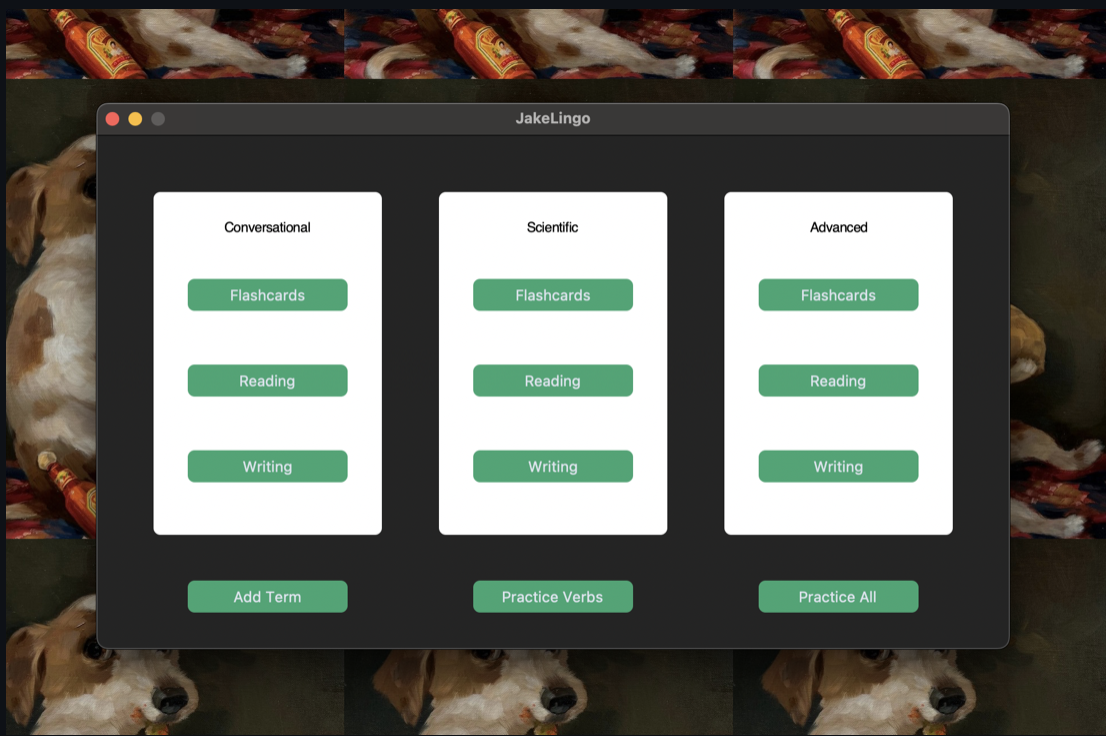 JakeLingo
Conversational
Flashcards
Reading
Writing
Scientific
Flashcards
Reading
Writing
Advanced
Flashcards
Reading
Writing
Add Term
Practice Verbs
Practice All